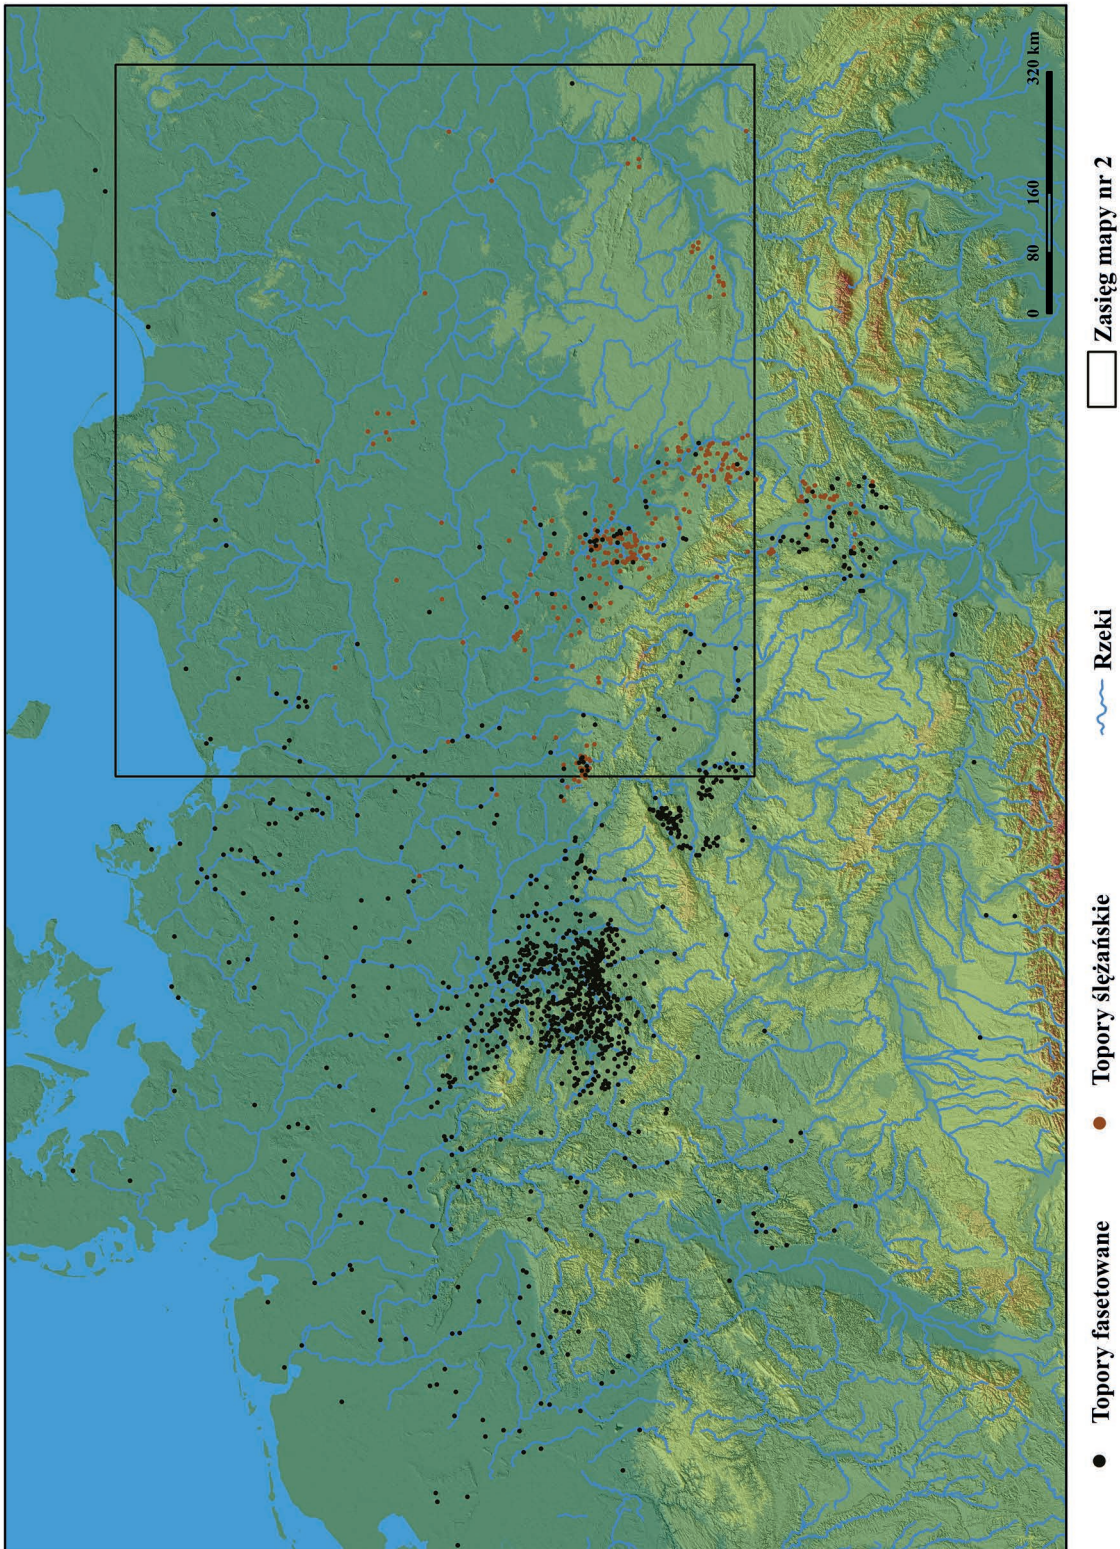 0 80 160 320 km
Topory fasetowane
Topory ślężańskie
Rzeki
Zasięg mapy nr 2